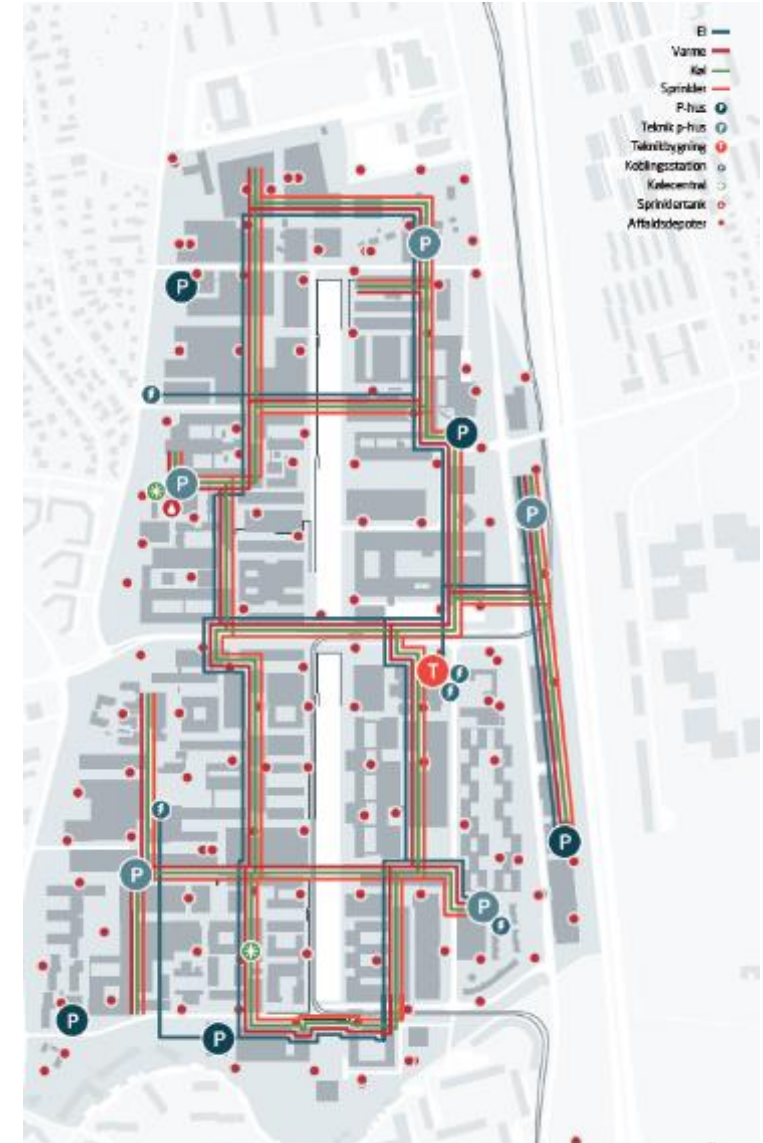 El
Varme
Køl
Sprinkler
P-hus
Teknik p-hus
Teknikbygning
Koblingsstation
Kølecentral
Sprinklertank
Affaldsdepoter
P
P
P
P
P
T
P
P
P
P
P